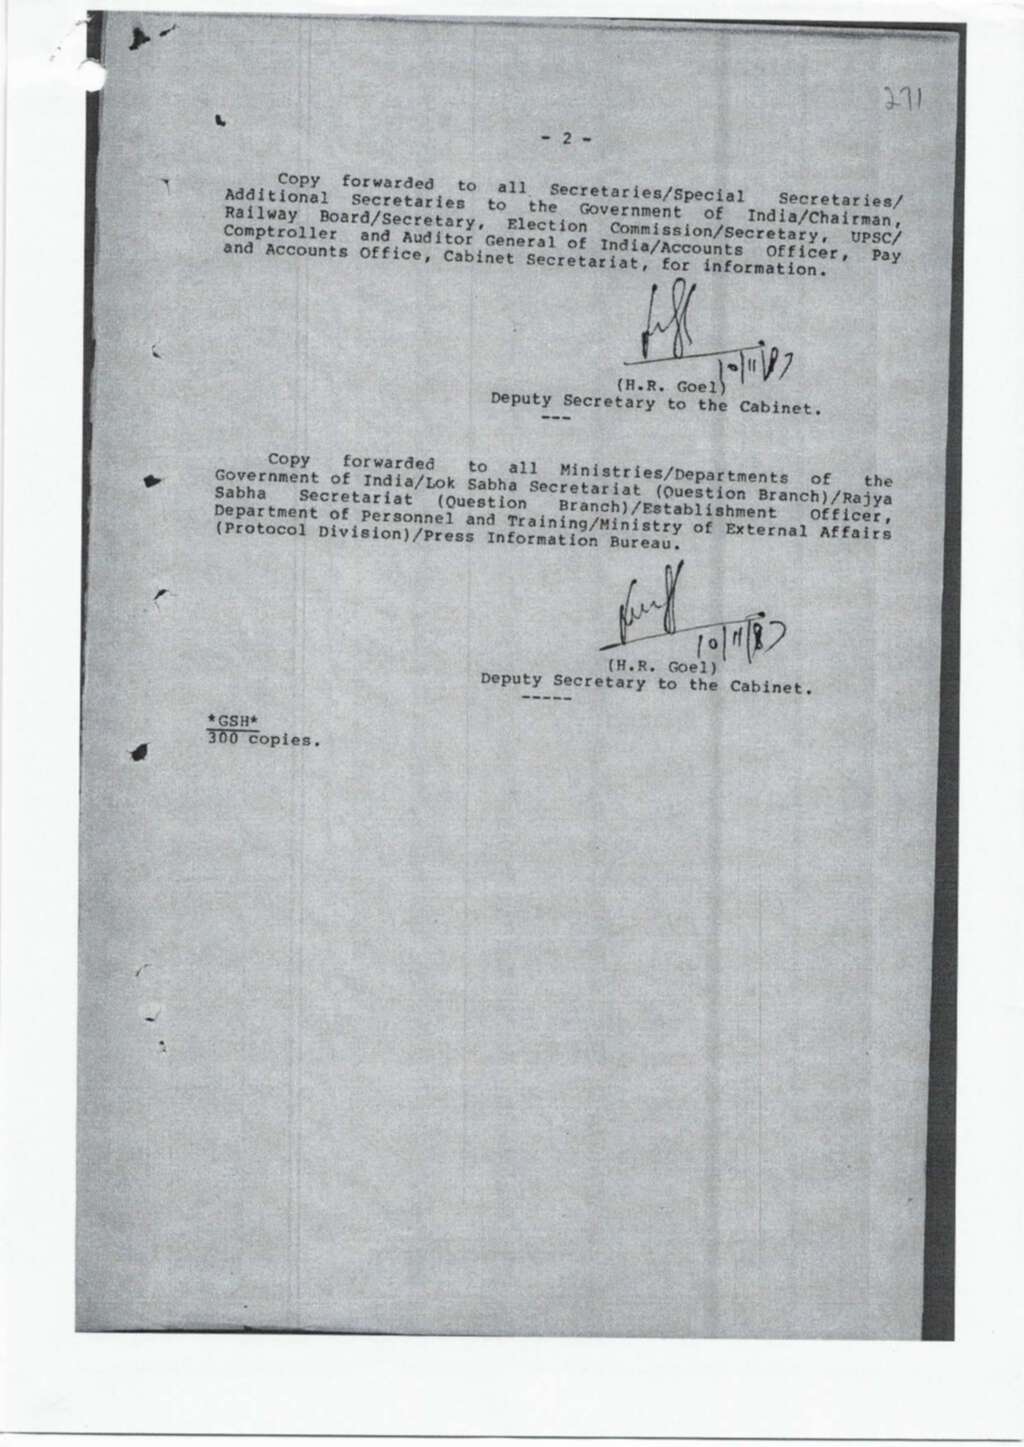 271
- 2 -
Copy forwarded to all Secretaries/Special Secretaries/
Additional Secretaries to the Government of India/Chairman,
Railway Board/Secretary, Election Commission/Secretary, UPSC/
Comptroller and Auditor General of India/Accounts Officer, Pay
and Accounts Office, Cabinet Secretariat, for information.
10/11/87
(H.R. Goel)
Deputy Secretary to the Cabinet.
---
Copy forwarded to all Ministries/Departments of the
Government of India/Lok Sabha Secretariat (Question Branch)/Rajya
Sabha Secretariat (Question Branch)/Establishment Officer,
Department of Personnel and Training/Ministry of External Affairs
(Protocol Division)/Press Information Bureau.
10/11/87
(H.R. Goel)
Deputy Secretary to the Cabinet.
-----
*GSH*
300 copies.